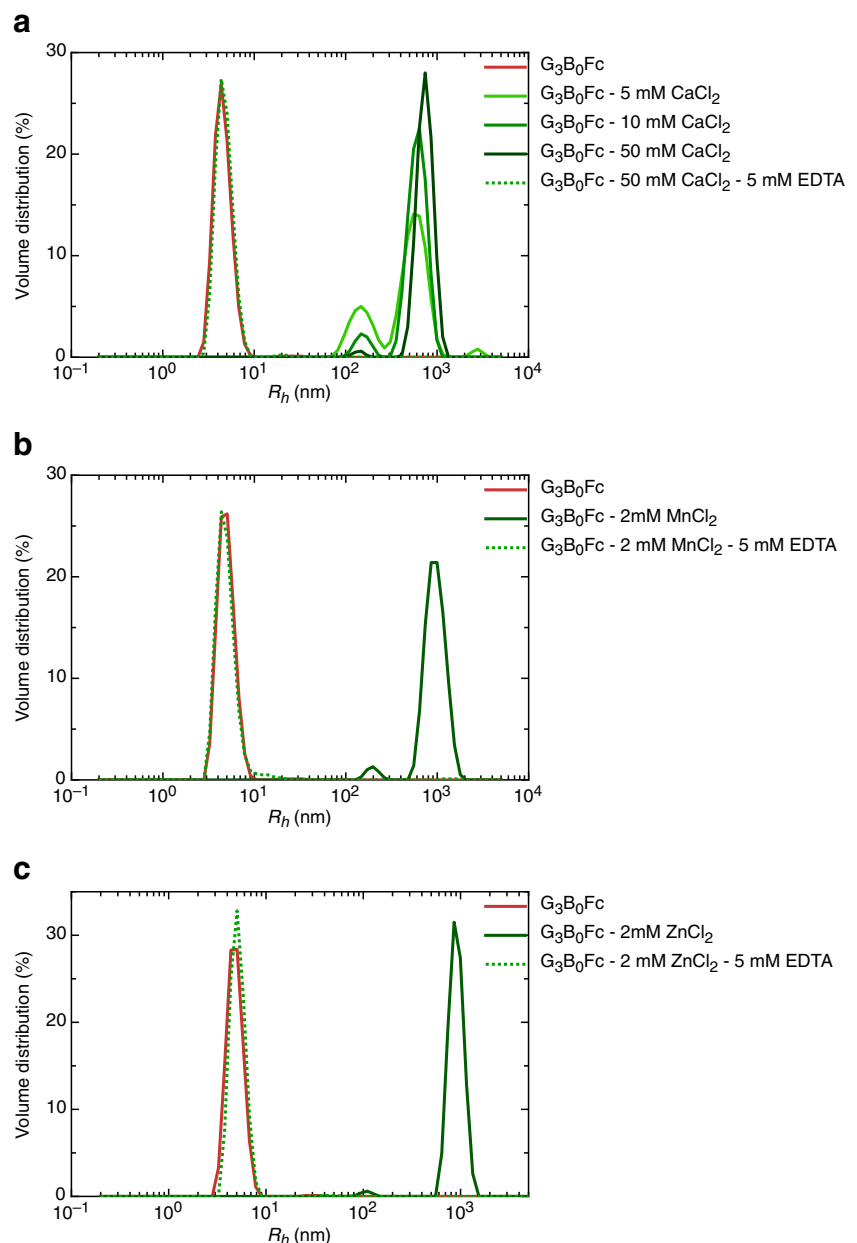 a
30
20
10
0
Volume distribution (%)
10⁻¹ 10⁰ 10¹ 10² 10³ 10⁴
Rₕ (nm)
G₃B₀Fc
G₃B₀Fc - 5 mM CaCl₂
G₃B₀Fc - 10 mM CaCl₂
G₃B₀Fc - 50 mM CaCl₂
G₃B₀Fc - 50 mM CaCl₂ - 5 mM EDTA
b
30
20
10
0
Volume distribution (%)
10⁻¹ 10⁰ 10¹ 10² 10³ 10⁴
Rₕ (nm)
G₃B₀Fc
G₃B₀Fc - 2mM MnCl₂
G₃B₀Fc - 2 mM MnCl₂ - 5 mM EDTA
c
30
20
10
0
Volume distribution (%)
10⁻¹ 10⁰ 10¹ 10² 10³
Rₕ (nm)
G₃B₀Fc
G₃B₀Fc - 2mM ZnCl₂
G₃B₀Fc - 2 mM ZnCl₂ - 5 mM EDTA